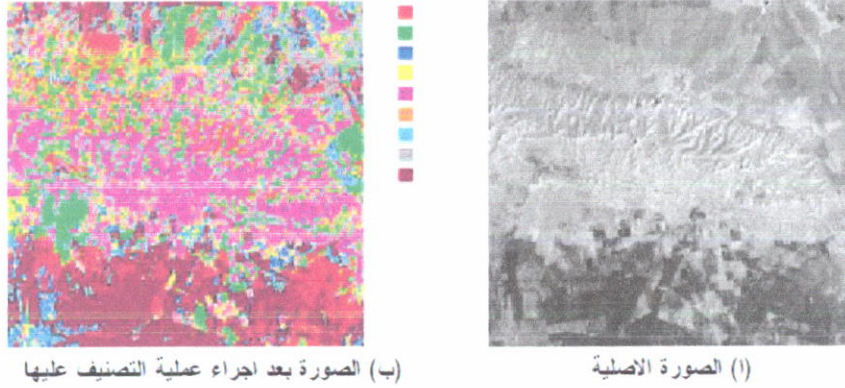 (ا) الصورة الاصلية
(ب) الصورة بعد اجراء عملية التصنيف عليها